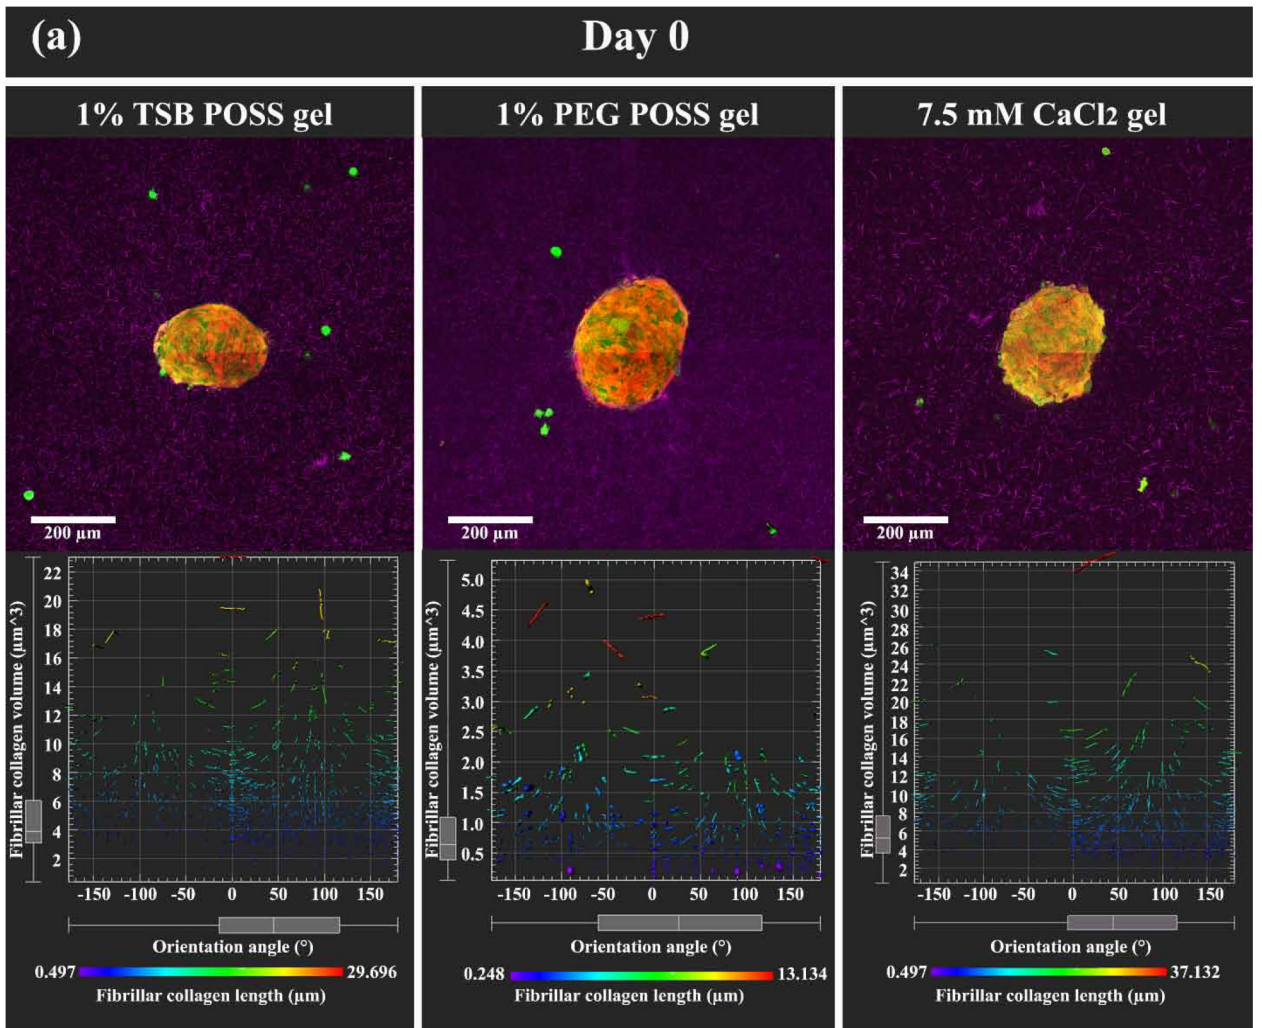 (a)
Day 0
1% TSB POSS gel
200 µm
Fibrillar collagen volume (µm^3)
22
20
18
16
14
12
10
8
6
4
2
-150 -100 -50 0 50 100 150
Orientation angle (°)
0.497 29.696
Fibrillar collagen length (µm)
1% PEG POSS gel
200 µm
Fibrillar collagen volume (µm^3)
5.0
4.5
4.0
3.5
3.0
2.5
2.0
1.5
1.0
0.5
-150 -100 -50 0 50 100 150
Orientation angle (°)
0.248 13.134
Fibrillar collagen length (µm)
7.5 mM CaCl2 gel
200 µm
Fibrillar collagen volume (µm^3)
34
32
30
28
26
24
22
20
18
16
14
12
10
8
6
4
2
-150 -100 -50 0 50 100 150
Orientation angle (°)
0.497 37.132
Fibrillar collagen length (µm)